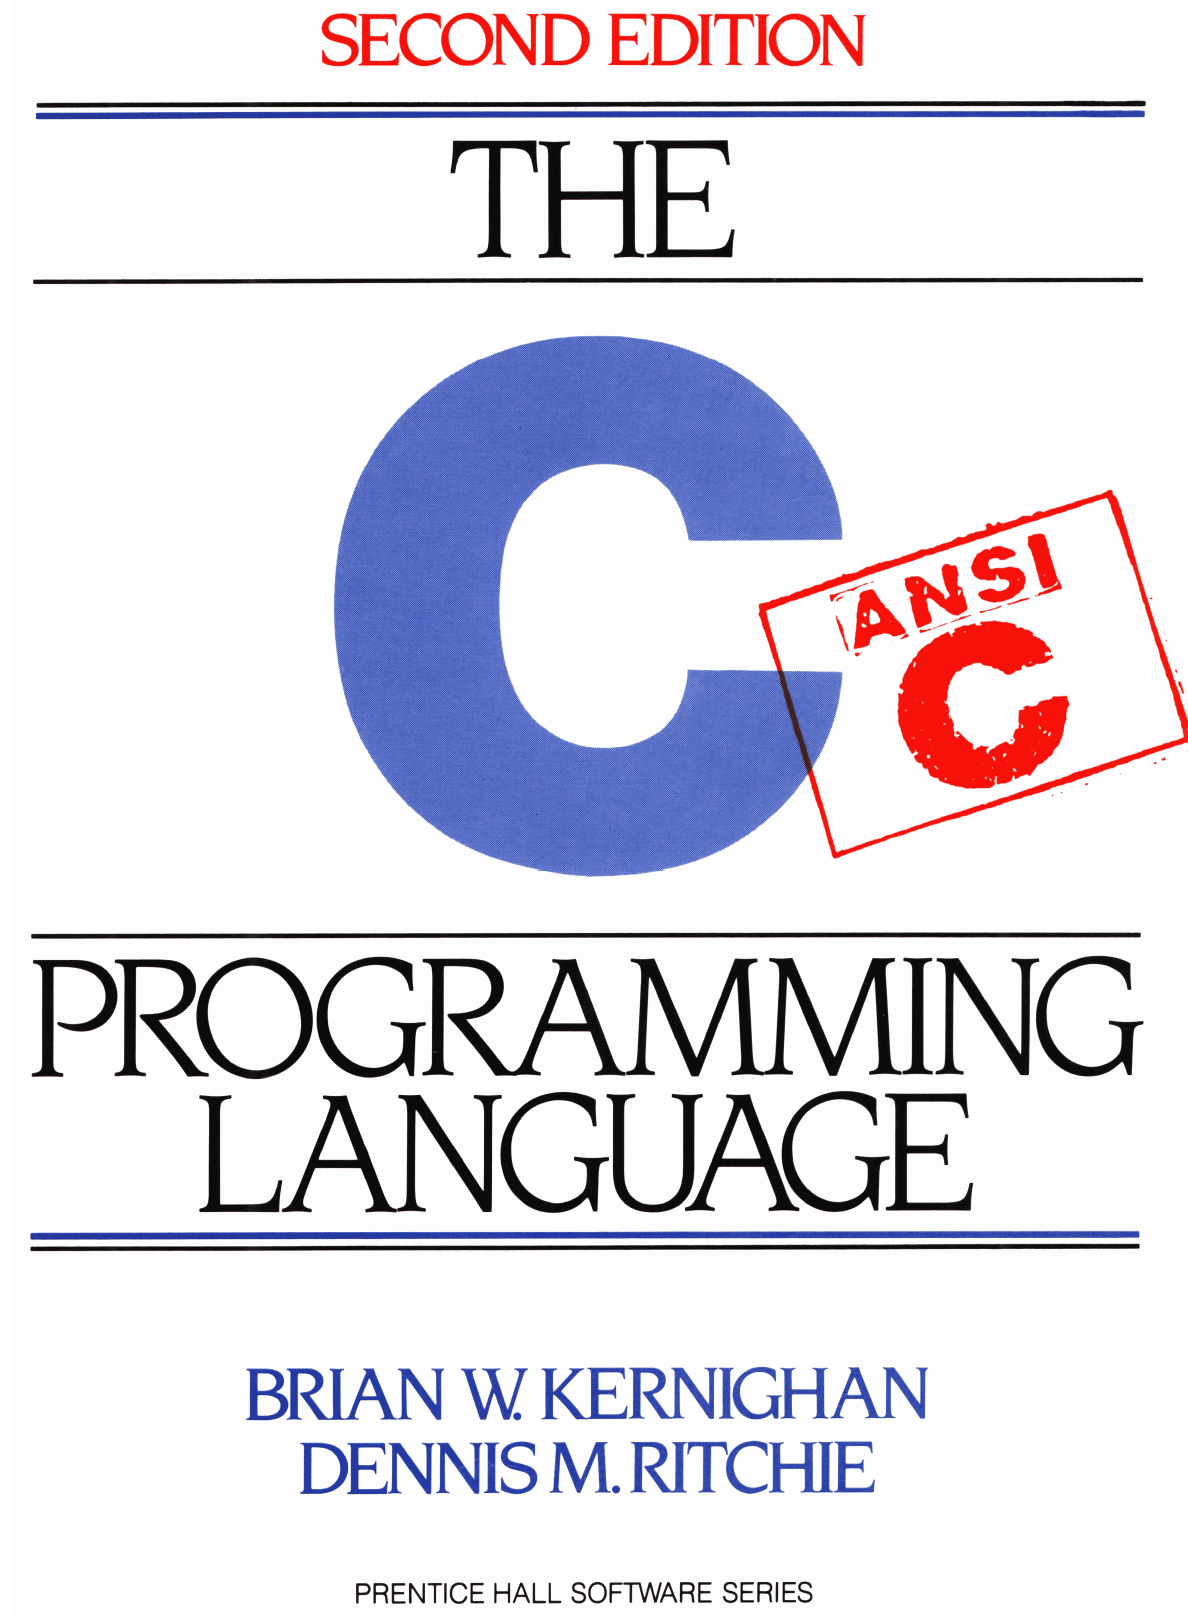 SECOND EDITION
THE
C
ANSI
C
PROGRAMMING
LANGUAGE
BRIAN W. KERNIGHAN
DENNIS M. RITCHIE
PRENTICE HALL SOFTWARE SERIES